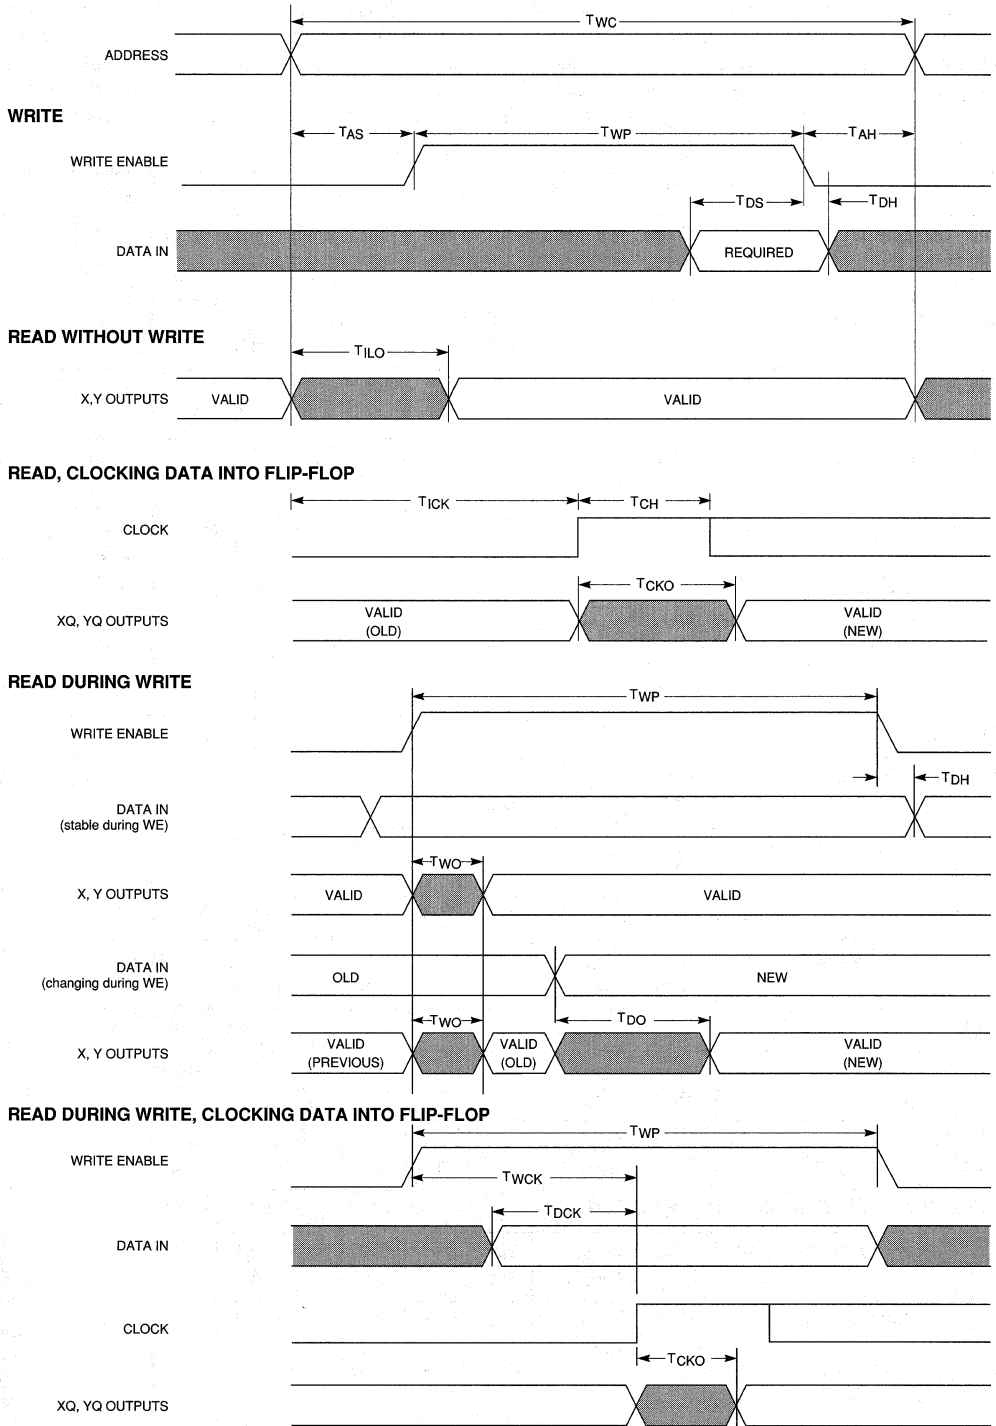 TWC
ADDRESS
WRITE
TAS TWP TAH
WRITE ENABLE
TDS TDH
DATA IN REQUIRED
READ WITHOUT WRITE
TILO
X,Y OUTPUTS VALID VALID
READ, CLOCKING DATA INTO FLIP-FLOP
TICK TCH
CLOCK
TCKO
XQ, YQ OUTPUTS VALID (OLD) VALID (NEW)
READ DURING WRITE
TWP
WRITE ENABLE
TDH
DATA IN
(stable during WE)
TWO
X, Y OUTPUTS VALID VALID
DATA IN
(changing during WE) OLD NEW
TWO TDO
X, Y OUTPUTS VALID (PREVIOUS) VALID (OLD) VALID (NEW)
READ DURING WRITE, CLOCKING DATA INTO FLIP-FLOP
TWP
WRITE ENABLE
TWCK
TDCK
DATA IN
CLOCK
TCKO
XQ, YQ OUTPUTS